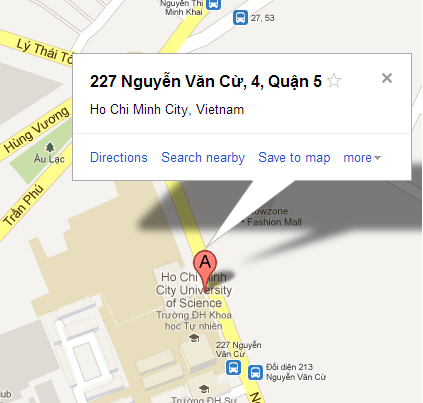 Nguyễn Thị
Minh Khai
27, 53
Lý Thái Tổ
227 Nguyễn Văn Cừ, 4, Quận 5
Ho Chi Minh City, Vietnam
Hùng Vương
Âu Lạc
Directions Search nearby Save to map more
Trần Phú
owzone
Fashion Mall
A
Ho Chi Minh
City University
of Science
Trường ĐH Khoa
học Tự nhiên
227 Nguyễn
Văn Cừ
Đối diện 213
Nguyễn Văn Cừ
lub
Trường ĐH Sư
N